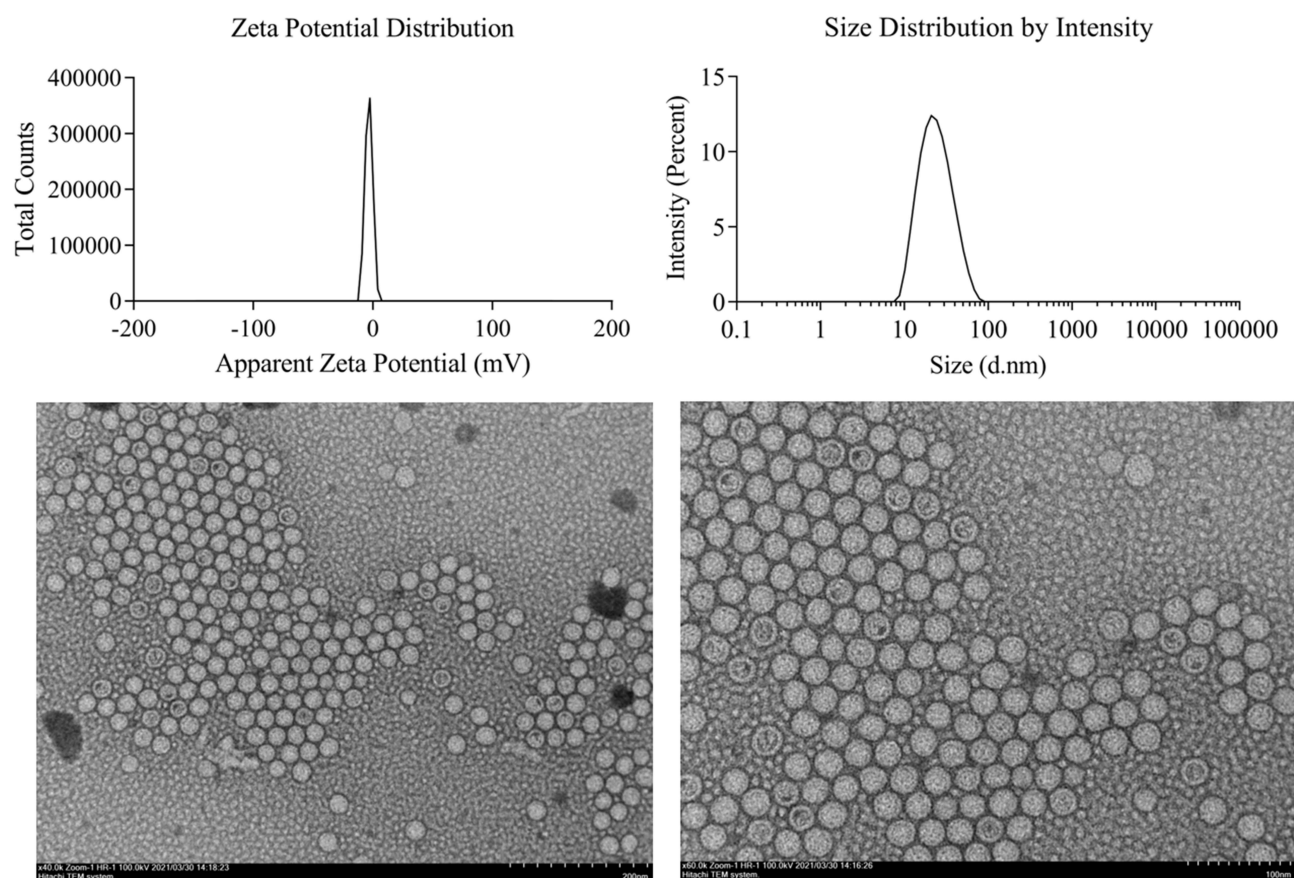 Zeta Potential Distribution
Size Distribution by Intensity
400000
300000
200000
100000
0
Total Counts
-200 -100 0 100 200
Apparent Zeta Potential (mV)
15
10
5
0
Intensity (Percent)
0.1 1 10 100 1000 10000 100000
Size (d.nm)
x40.0k Zoom-1 HR-1 100.0kV 2021/03/30 14:18:23
Hitachi TEM system.
200nm
x60.0k Zoom-1 HR-1 100.0kV 2021/03/30 14:16:26
Hitachi TEM system.
100nm